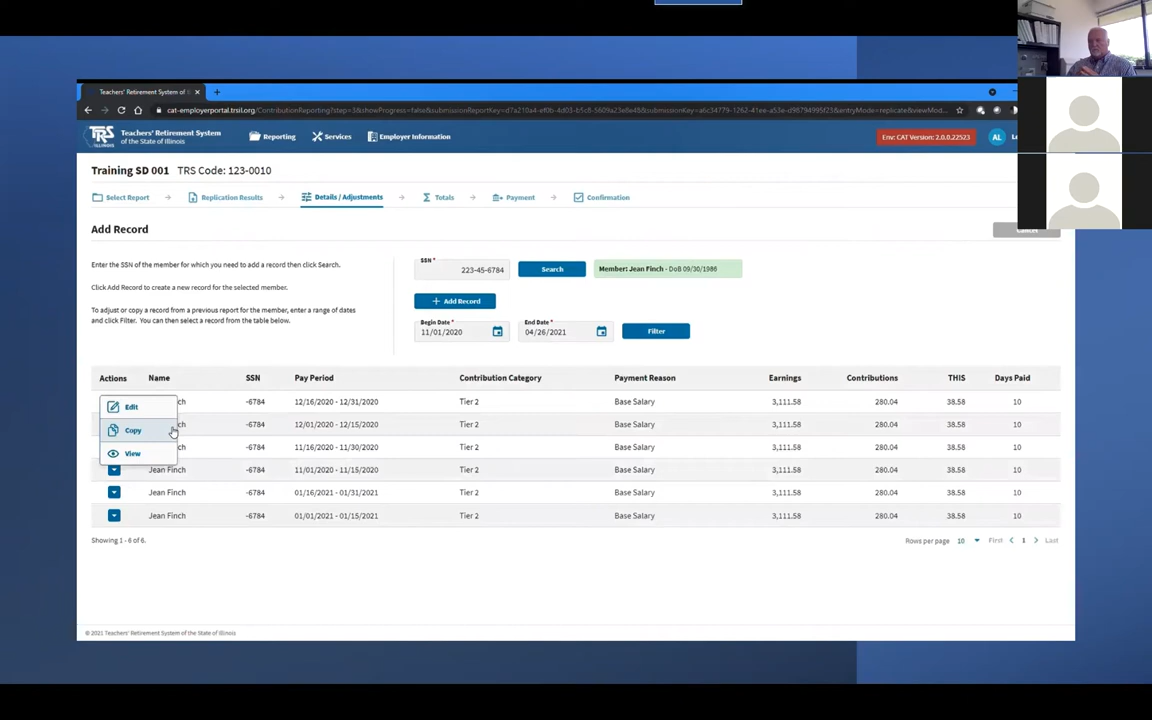 Teachers' Retirement System of I
cat-employerportal.trsil.org
TRS
ILLINOIS
Teachers' Retirement System
of the State of Illinois
Reporting
Services
Employer Information
Env: CAT Version: 2.0.0.22523
AL
Training SD 001 TRS Code: 123-0010
Select Report
Replication Results
Details / Adjustments
Totals
Payment
Confirmation
Add Record
Enter the SSN of the member for which you need to add a record then click Search.
Click Add Record to create a new record for the selected member.
To adjust or copy a record from a previous report for the member, enter a range of dates
and click Filter. You can then select a record from the table below.
SSN *
223-45-6784
Search
Member: Jean Finch - DoB 09/30/1986
+ Add Record
Begin Date *
11/01/2020
End Date *
04/26/2021
Filter
Actions Name SSN Pay Period Contribution Category Payment Reason Earnings Contributions THIS Days Paid
Edit
Copy
View
ch -6784 12/16/2020 - 12/31/2020 Tier 2 Base Salary 3,111.58 280.04 38.58 10
ch -6784 12/01/2020 - 12/15/2020 Tier 2 Base Salary 3,111.58 280.04 38.58 10
ch -6784 11/16/2020 - 11/30/2020 Tier 2 Base Salary 3,111.58 280.04 38.58 10
Jean Finch -6784 11/01/2020 - 11/15/2020 Tier 2 Base Salary 3,111.58 280.04 38.58 10
Jean Finch -6784 01/16/2021 - 01/31/2021 Tier 2 Base Salary 3,111.58 280.04 38.58 10
Jean Finch -6784 01/01/2021 - 01/15/2021 Tier 2 Base Salary 3,111.58 280.04 38.58 10
Showing 1 - 6 of 6.
Rows per page 10 First 1 Last
© 2021 Teachers' Retirement System of the State of Illinois